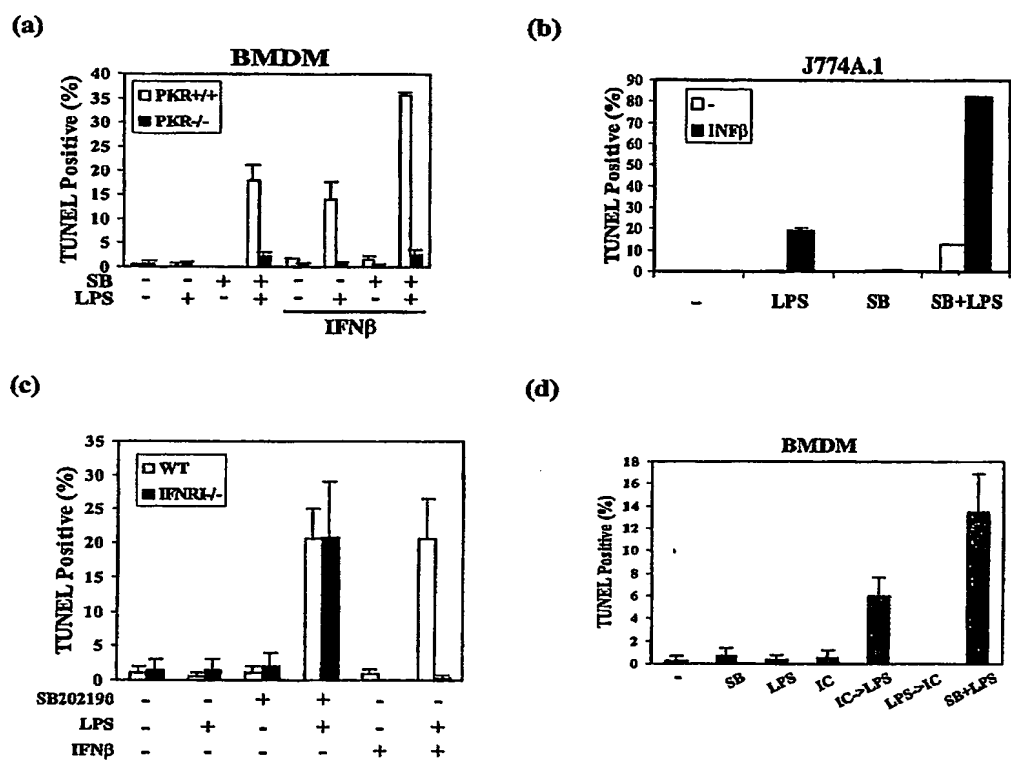 (a)
BMDM
TUNEL Positive (%)
40
35
30
25
20
15
10
5
0
PKR+/+
PKR-/-
SB - - + + - - + +
LPS - + - + - + - +
IFNβ
(b)
J774A.1
TUNEL Positive (%)
90
80
70
60
50
40
30
20
10
0
-
INFβ
- LPS SB SB+LPS
(c)
TUNEL Positive (%)
35
30
25
20
15
10
5
0
WT
IFNRI-/-
SB202190 - - + + - -
LPS - + - + - +
IFNβ - - - - + +
(d)
BMDM
TUNEL Positive (%)
18
16
14
12
10
8
6
4
2
0
- SB LPS IC IC->LPS LPS->IC SB+LPS